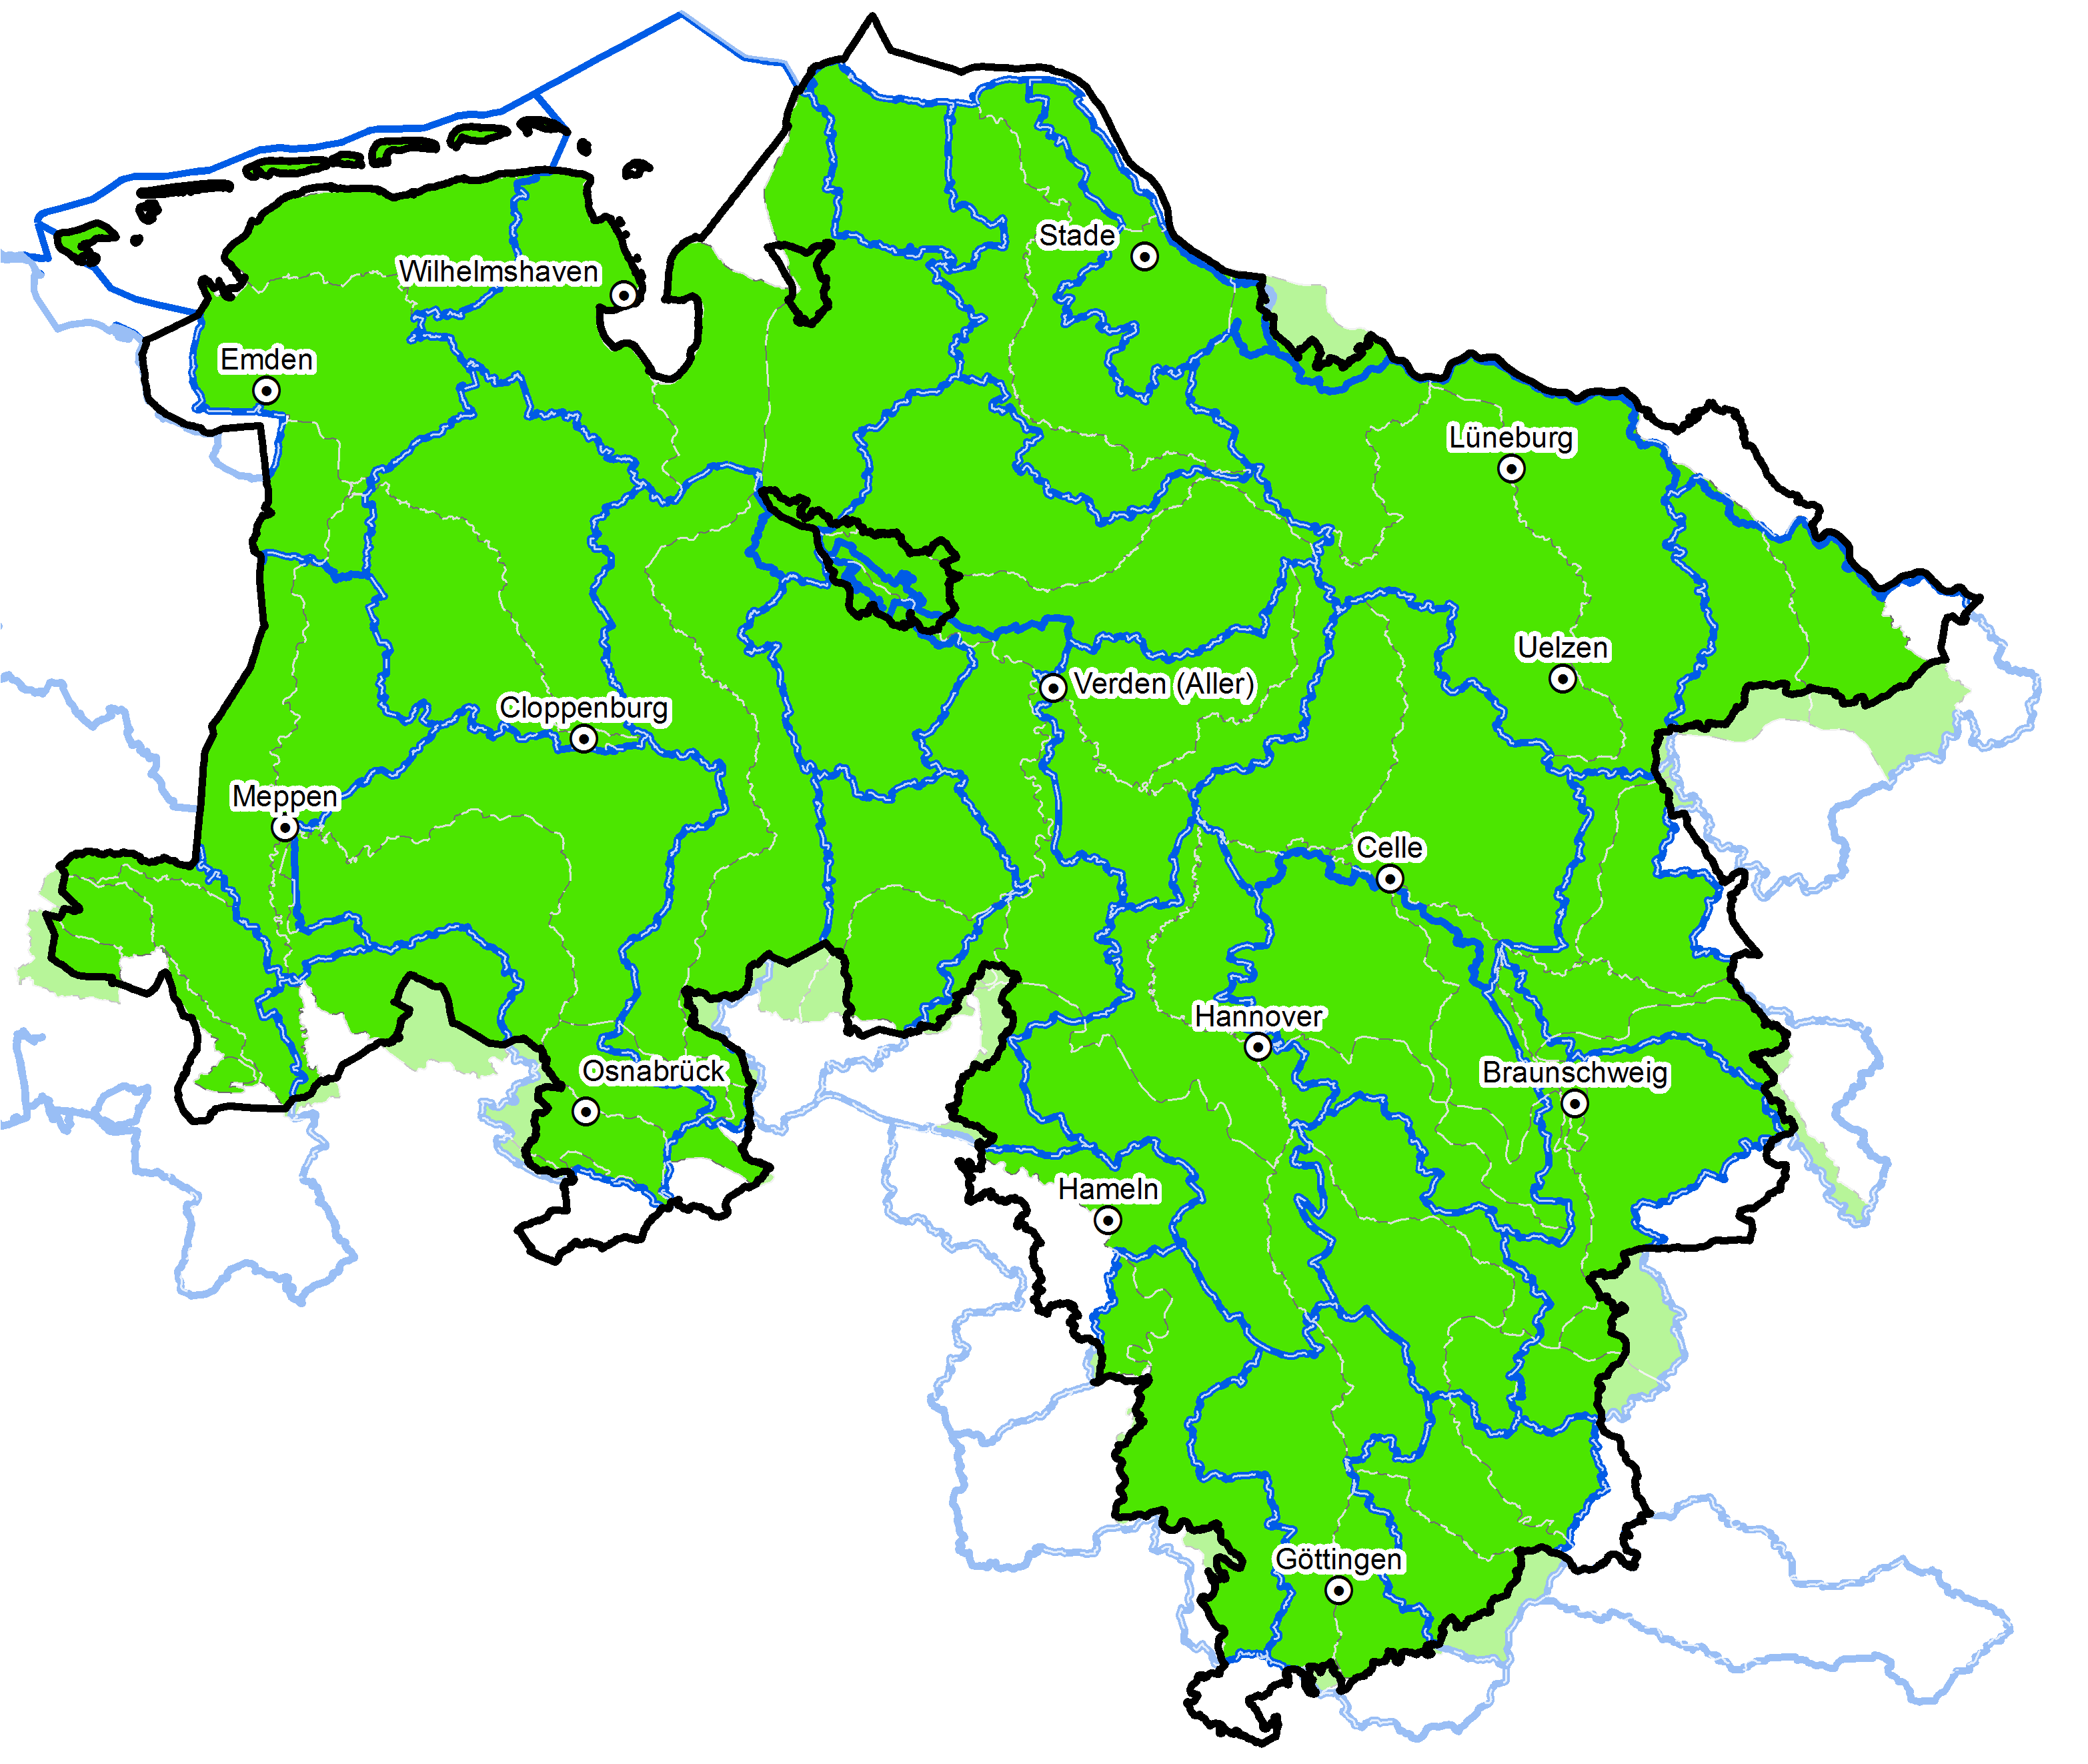 Stade
Wilhelmshaven
Emden
Lüneburg
Uelzen
Verden (Aller)
Cloppenburg
Meppen
Celle
Hannover
Osnabrück
Braunschweig
Hameln
Göttingen